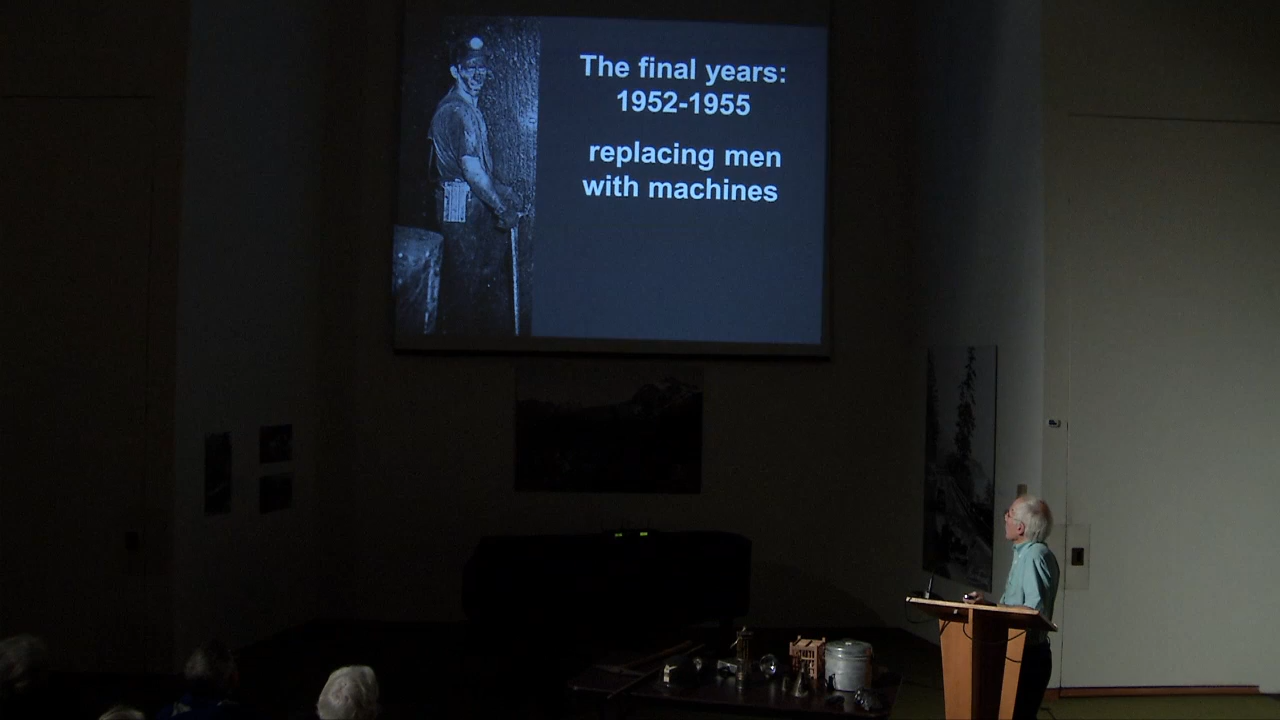 The final years:
1952-1955
replacing men
with machines